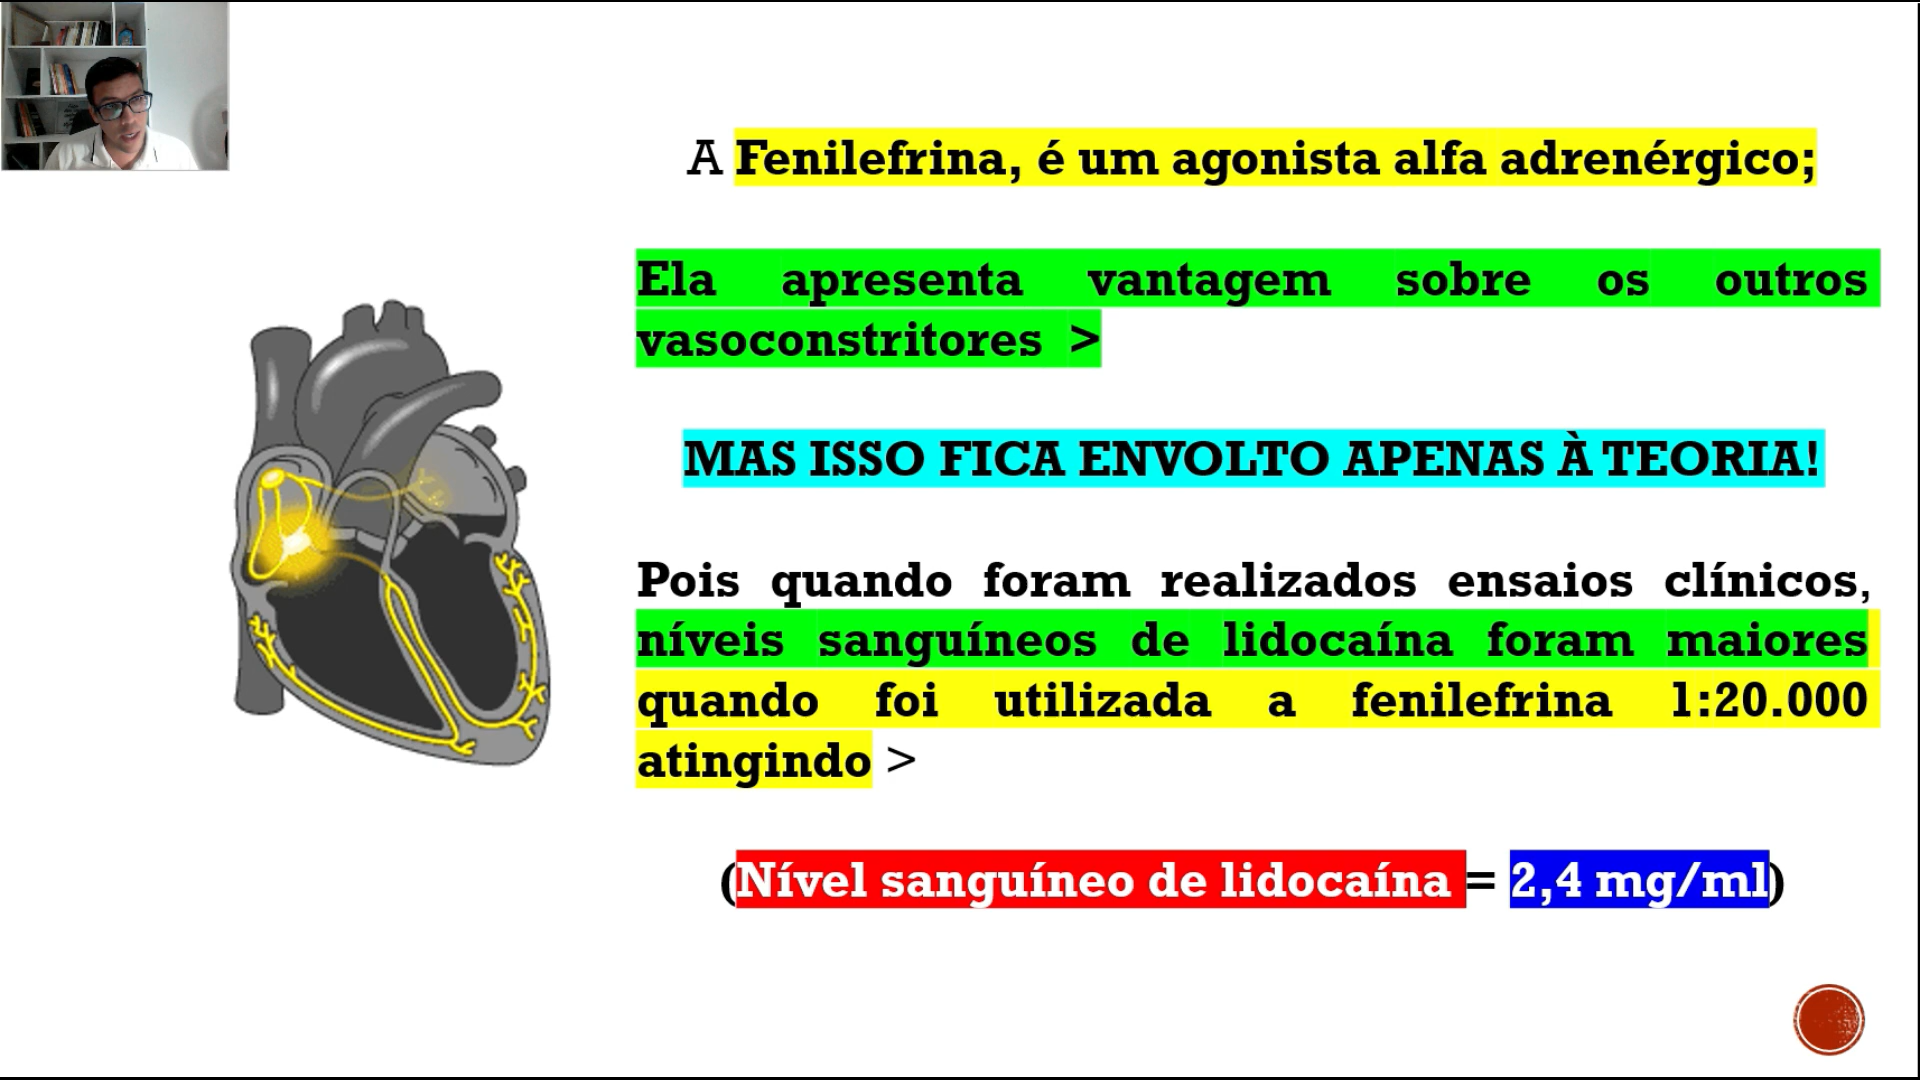 A Fenilefrina, é um agonista alfa adrenérgico;
Ela apresenta vantagem sobre os outros
vasoconstritores >
MAS ISSO FICA ENVOLTO APENAS À TEORIA!
Pois quando foram realizados ensaios clínicos,
níveis sanguíneos de lidocaína foram maiores
quando foi utilizada a fenilefrina 1:20.000
atingindo >
(Nível sanguíneo de lidocaína = 2,4 mg/ml)